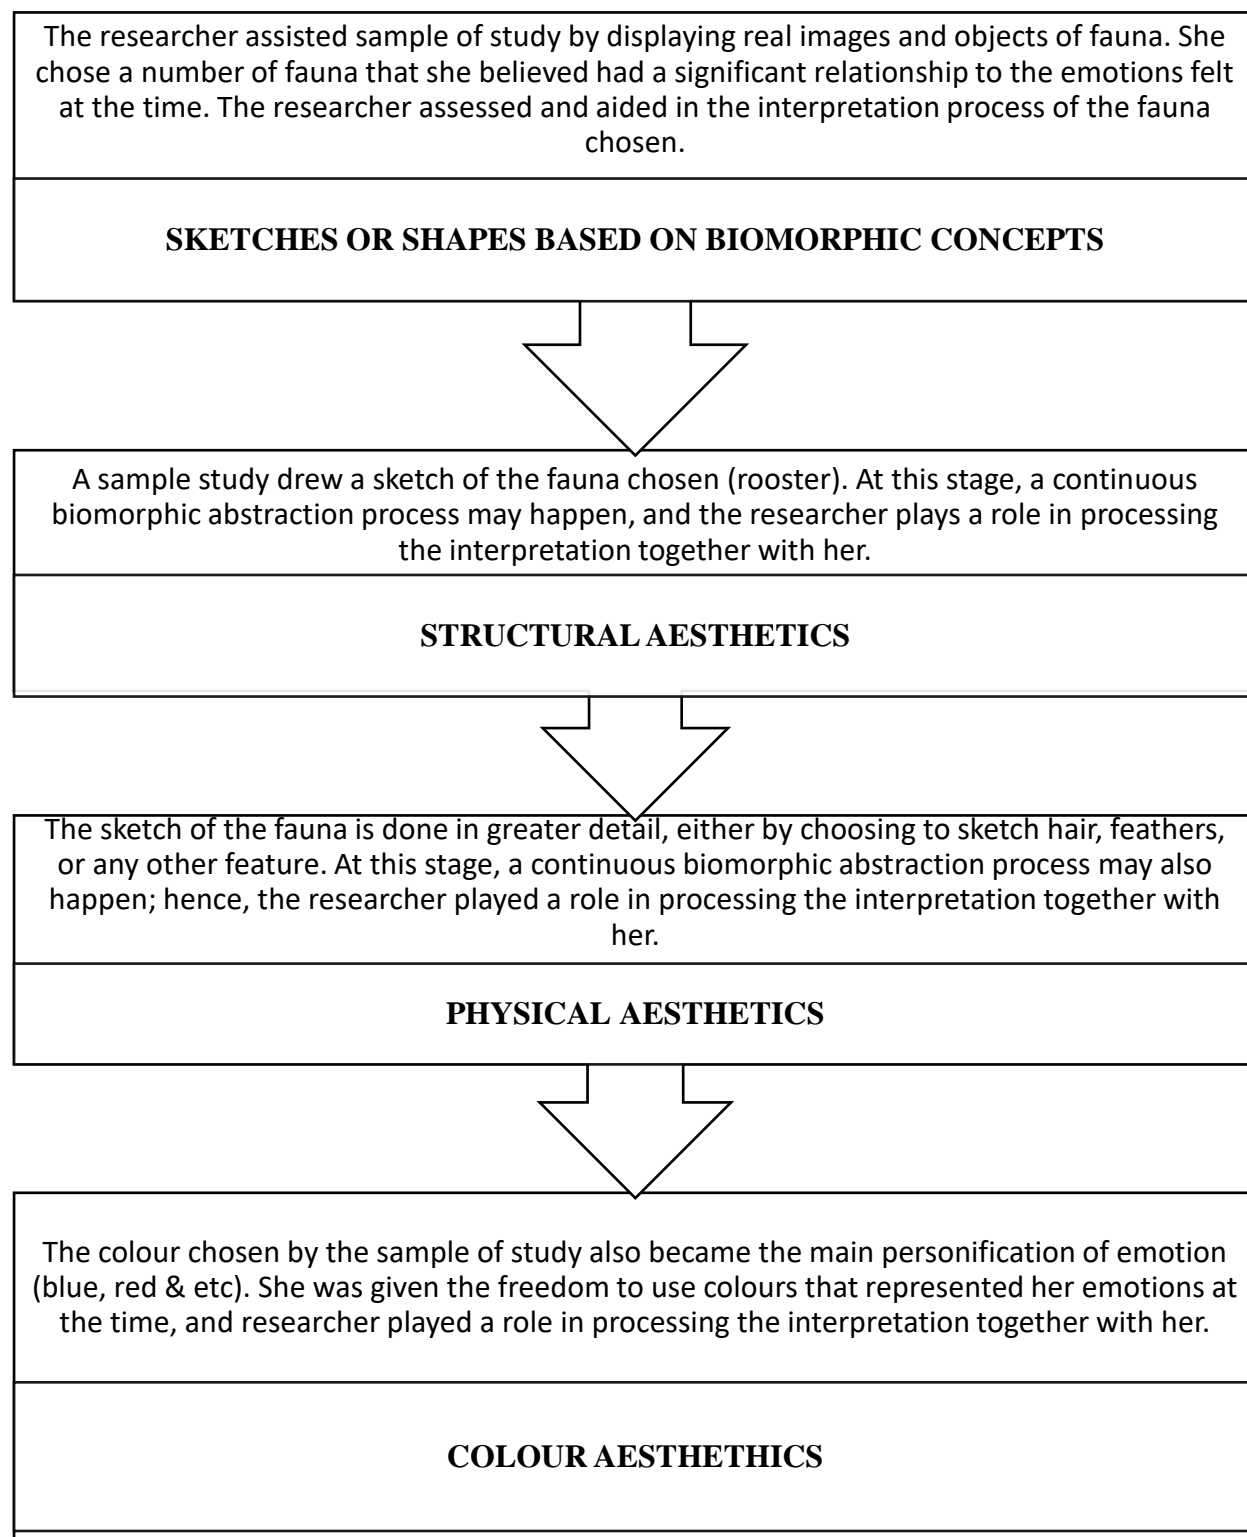 The researcher assisted sample of study by displaying real images and objects of fauna. She
chose a number of fauna that she believed had a significant relationship to the emotions felt
at the time. The researcher assessed and aided in the interpretation process of the fauna
chosen.
SKETCHES OR SHAPES BASED ON BIOMORPHIC CONCEPTS
A sample study drew a sketch of the fauna chosen (rooster). At this stage, a continuous
biomorphic abstraction process may happen, and the researcher plays a role in processing
the interpretation together with her.
STRUCTURAL AESTHETICS
The sketch of the fauna is done in greater detail, either by choosing to sketch hair, feathers,
or any other feature. At this stage, a continuous biomorphic abstraction process may also
happen; hence, the researcher played a role in processing the interpretation together with
her.
PHYSICAL AESTHETICS
The colour chosen by the sample of study also became the main personification of emotion
(blue, red & etc). She was given the freedom to use colours that represented her emotions at
the time, and researcher played a role in processing the interpretation together with her.
COLOUR AESTHETHICS